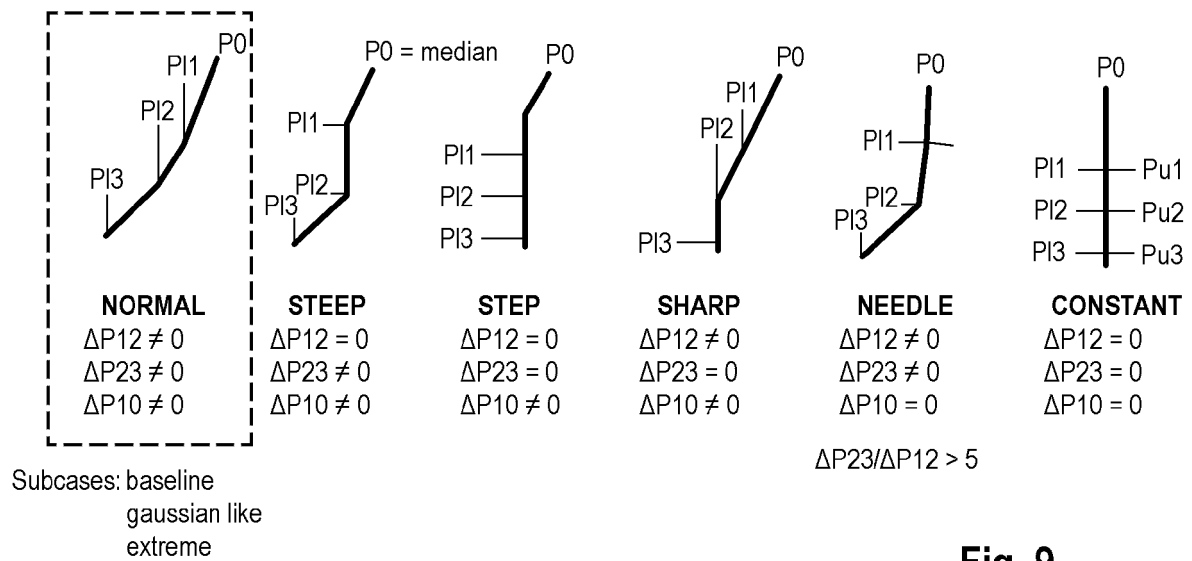 P0
Pl1
Pl2
Pl3
P0 = median
Pl1
Pl2
Pl3
P0
Pl1
Pl2
Pl3
P0
Pl1
Pl2
Pl3
P0
Pl1
Pl2
Pl3
P0
Pl1 Pu1
Pl2 Pu2
Pl3 Pu3
NORMAL STEEP STEP SHARP NEEDLE CONSTANT
ΔP12 ≠ 0 ΔP12 = 0 ΔP12 = 0 ΔP12 ≠ 0 ΔP12 ≠ 0 ΔP12 = 0
ΔP23 ≠ 0 ΔP23 ≠ 0 ΔP23 = 0 ΔP23 = 0 ΔP23 ≠ 0 ΔP23 = 0
ΔP10 ≠ 0 ΔP10 ≠ 0 ΔP10 ≠ 0 ΔP10 ≠ 0 ΔP10 = 0 ΔP10 = 0
ΔP23/ΔP12 > 5
Subcases: baseline
gaussian like
extreme
Fig. 9